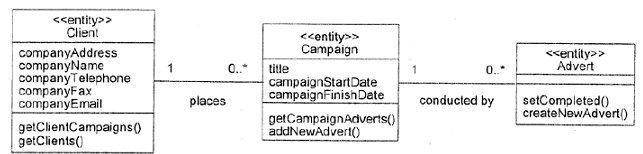 <<entity>>
Client
companyAddress
companyName
companyTelephone
companyFax
companyEmail
getClientCampaigns()
getClients()
1
0..*
places
<<entity>>
Campaign
title
campaignStartDate
campaignFinishDate
getCampaignAdverts()
addNewAdvert()
1
0..*
conducted by
<<entity>>
Advert
setCompleted()
createNewAdvert()